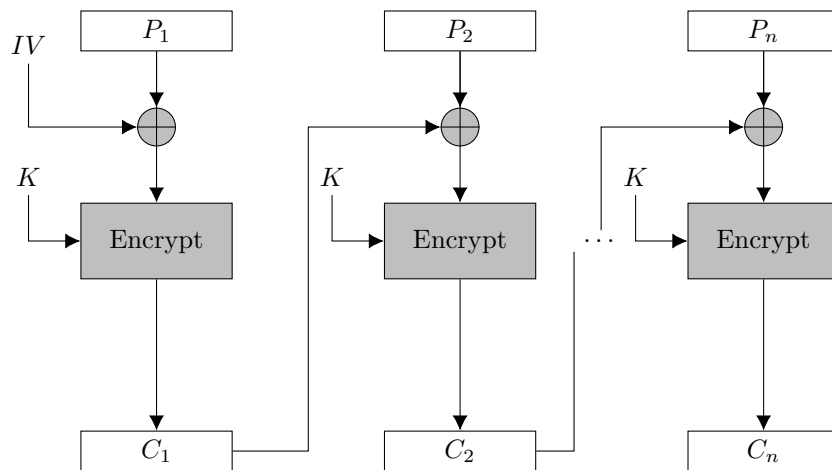 P₁ P₂ Pₙ
IV
K K K
Encrypt Encrypt ... Encrypt
C₁ C₂ Cₙ